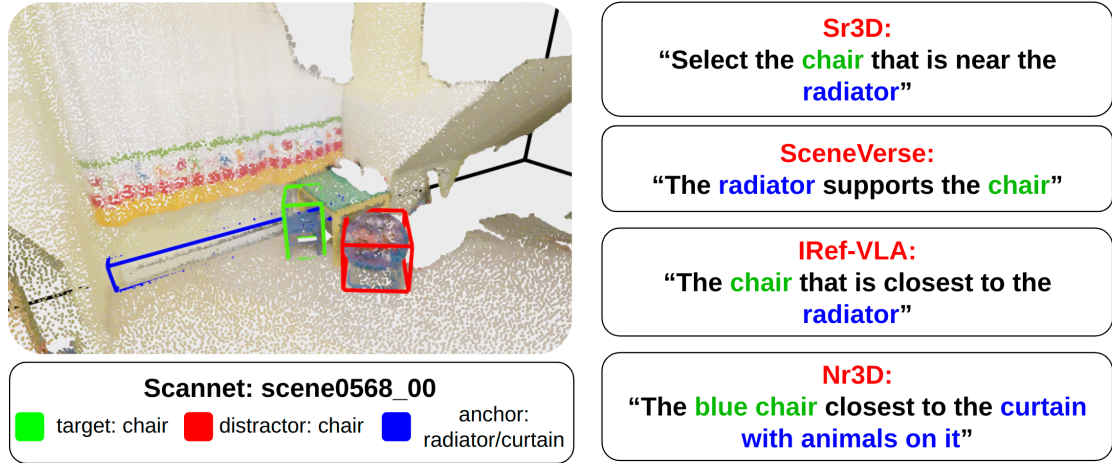 Sr3D:
“Select the chair that is near the
radiator”
SceneVerse:
“The radiator supports the chair”
IRef-VLA:
“The chair that is closest to the
radiator”
Nr3D:
“The blue chair closest to the curtain
with animals on it”
Scannet: scene0568_00
target: chair
distractor: chair
anchor:
radiator/curtain